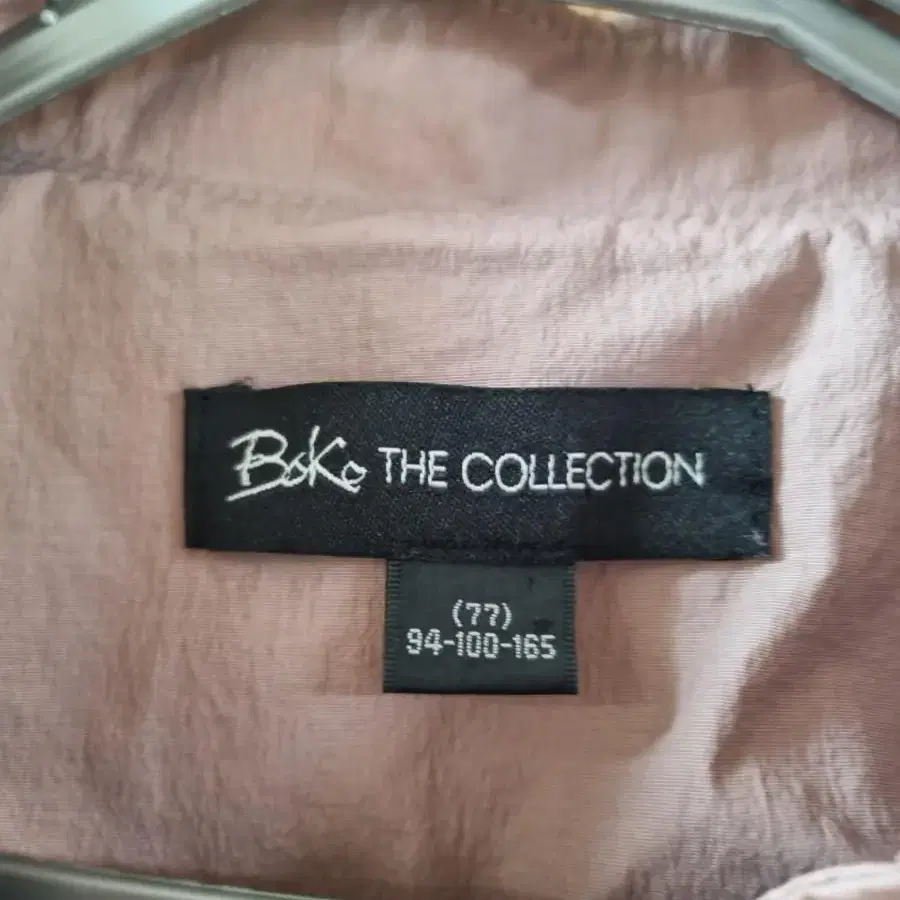 BoKo THE COLLECTION
(77)
94-100-165